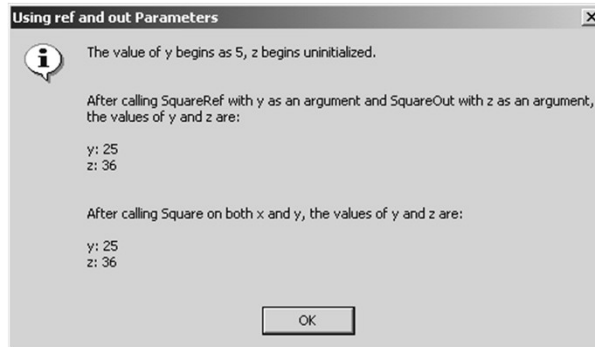 Using ref and out Parameters
The value of y begins as 5, z begins uninitialized.
After calling SquareRef with y as an argument and SquareOut with z as an argument,
the values of y and z are:
y: 25
z: 36
After calling Square on both x and y, the values of y and z are:
y: 25
z: 36
OK